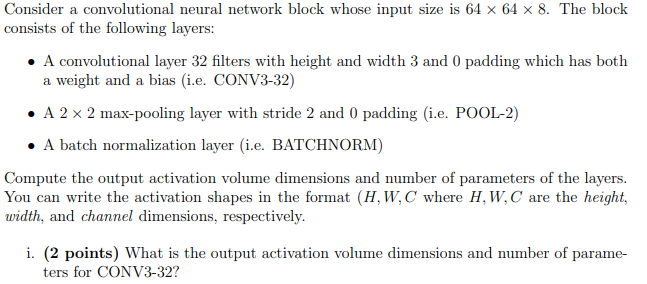 Consider a convolutional neural network block whose input size is 64 × 64 × 8. The block
consists of the following layers:
• A convolutional layer 32 filters with height and width 3 and 0 padding which has both
a weight and a bias (i.e. CONV3-32)
• A 2 × 2 max-pooling layer with stride 2 and 0 padding (i.e. POOL-2)
• A batch normalization layer (i.e. BATCHNORM)
Compute the output activation volume dimensions and number of parameters of the layers.
You can write the activation shapes in the format (H, W, C where H, W, C are the height,
width, and channel dimensions, respectively.
i. (2 points) What is the output activation volume dimensions and number of parame-
ters for CONV3-32?